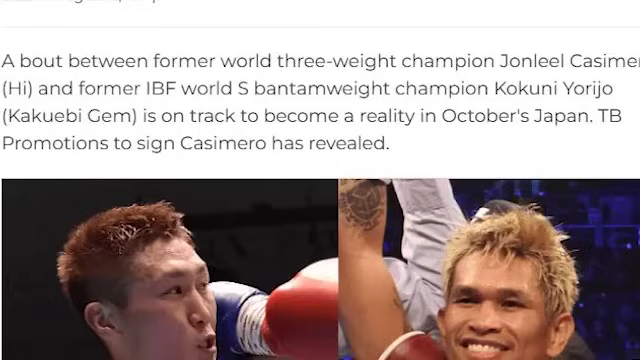 A bout between former world three-weight champion Jonleel Casimer
(Hi) and former IBF world S bantamweight champion Kokuni Yorijo
(Kakuebi Gem) is on track to become a reality in October's Japan. TB
Promotions to sign Casimero has revealed.